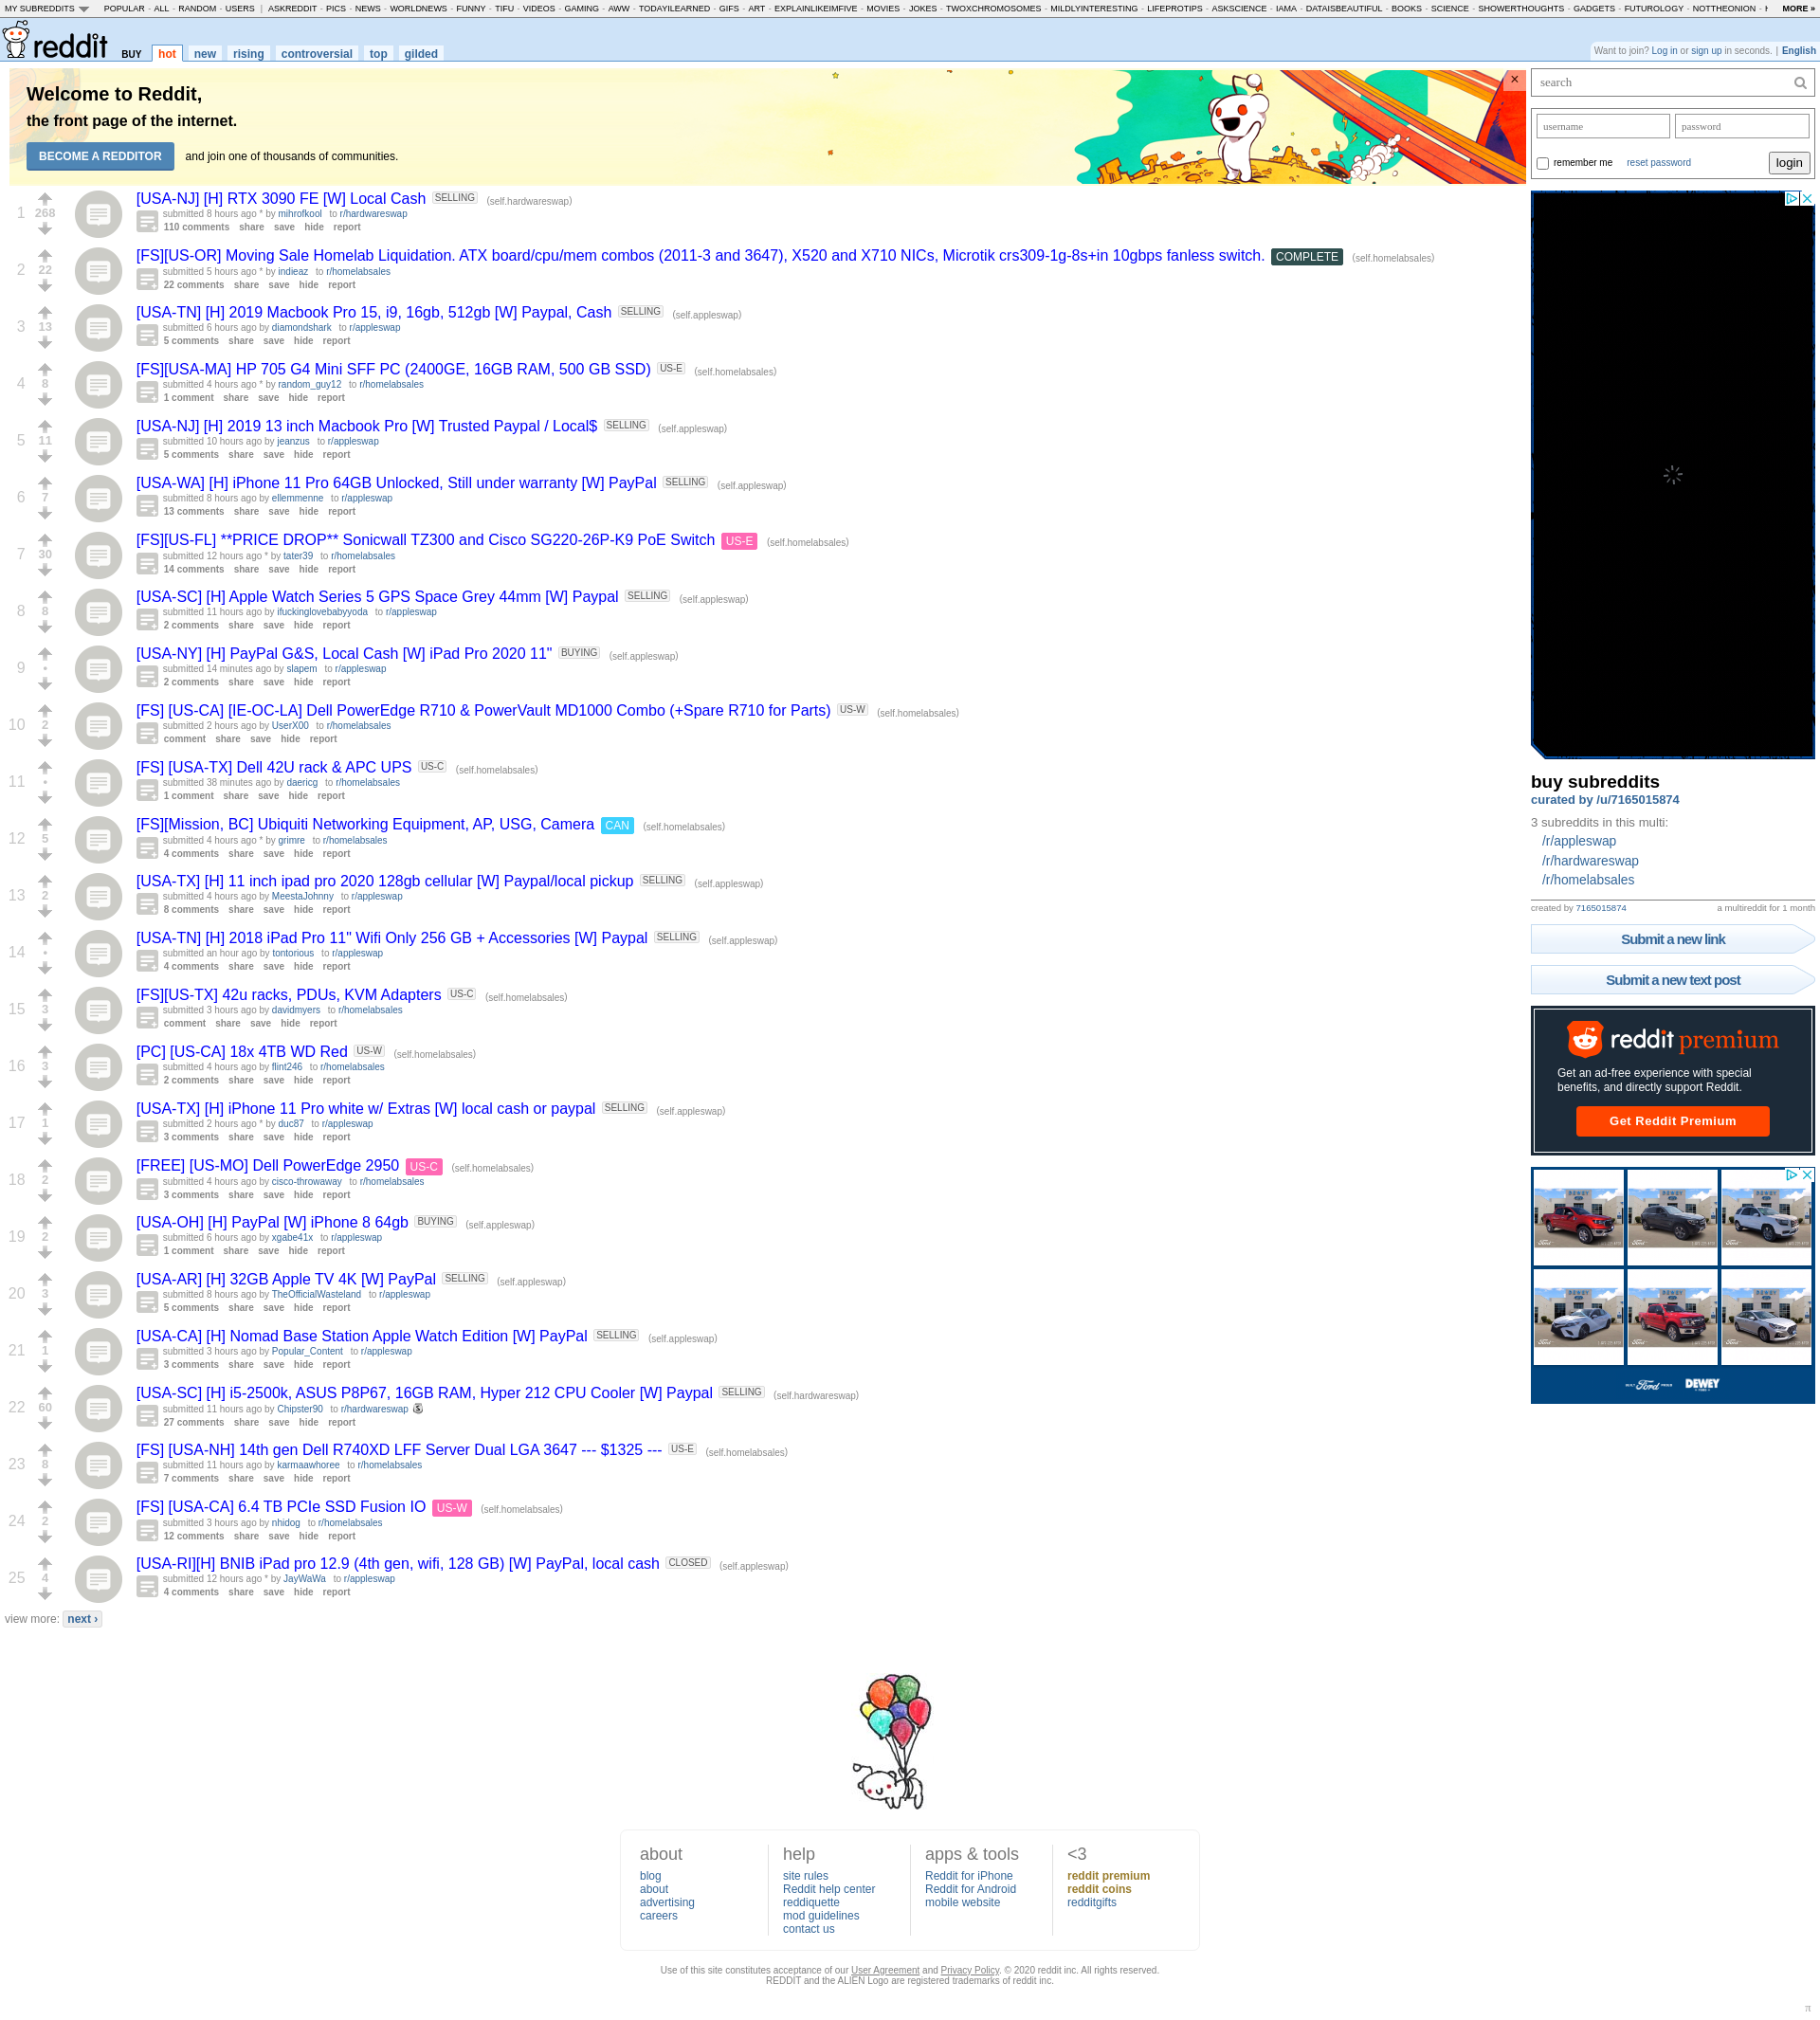 MY SUBREDDITS POPULAR - ALL - RANDOM - USERS | ASKREDDIT - PICS - NEWS - WORLDNEWS - FUNNY - TIFU - VIDEOS - GAMING - AWW - TODAYILEARNED - GIFS - ART - EXPLAINLIKEIMFIVE - MOVIES - JOKES - TWOXCHROMOSOMES - MILDLYINTERESTING - LIFEPROTIPS - ASKSCIENCE - IAMA - DATAISBEAUTIFUL - BOOKS - SCIENCE - SHOWERTHOUGHTS - GADGETS - FUTUROLOGY - NOTTHEONION - MORE »
reddit BUY hot new rising controversial top gilded
Want to join? Log in or sign up in seconds. | English
Welcome to Reddit,
the front page of the internet.
BECOME A REDDITOR and join one of thousands of communities.
×
1 268
[USA-NJ] [H] RTX 3090 FE [W] Local Cash SELLING (self.hardwareswap)
submitted 8 hours ago * by mihrofkool to r/hardwareswap
110 comments share save hide report
2 22
[FS][US-OR] Moving Sale Homelab Liquidation. ATX board/cpu/mem combos (2011-3 and 3647), X520 and X710 NICs, Microtik crs309-1g-8s+in 10gbps fanless switch. COMPLETE (self.homelabsales)
submitted 5 hours ago * by indieaz to r/homelabsales
22 comments share save hide report
3 13
[USA-TN] [H] 2019 Macbook Pro 15, i9, 16gb, 512gb [W] Paypal, Cash SELLING (self.appleswap)
submitted 6 hours ago by diamondshark to r/appleswap
5 comments share save hide report
4 8
[FS][USA-MA] HP 705 G4 Mini SFF PC (2400GE, 16GB RAM, 500 GB SSD) US-E (self.homelabsales)
submitted 4 hours ago * by random_guy12 to r/homelabsales
1 comment share save hide report
5 11
[USA-NJ] [H] 2019 13 inch Macbook Pro [W] Trusted Paypal / Local$ SELLING (self.appleswap)
submitted 10 hours ago by jeanzus to r/appleswap
5 comments share save hide report
6 7
[USA-WA] [H] iPhone 11 Pro 64GB Unlocked, Still under warranty [W] PayPal SELLING (self.appleswap)
submitted 8 hours ago by ellemmenne to r/appleswap
13 comments share save hide report
7 30
[FS][US-FL] **PRICE DROP** Sonicwall TZ300 and Cisco SG220-26P-K9 PoE Switch US-E (self.homelabsales)
submitted 12 hours ago * by tater39 to r/homelabsales
14 comments share save hide report
8 8
[USA-SC] [H] Apple Watch Series 5 GPS Space Grey 44mm [W] Paypal SELLING (self.appleswap)
submitted 11 hours ago by ifuckinglovebabyyoda to r/appleswap
2 comments share save hide report
9 •
[USA-NY] [H] PayPal G&S, Local Cash [W] iPad Pro 2020 11" BUYING (self.appleswap)
submitted 14 minutes ago by slapem to r/appleswap
2 comments share save hide report
10 2
[FS] [US-CA] [IE-OC-LA] Dell PowerEdge R710 & PowerVault MD1000 Combo (+Spare R710 for Parts) US-W (self.homelabsales)
submitted 2 hours ago by UserX00 to r/homelabsales
comment share save hide report
11 •
[FS] [USA-TX] Dell 42U rack & APC UPS US-C (self.homelabsales)
submitted 38 minutes ago by daericg to r/homelabsales
1 comment share save hide report
12 5
[FS][Mission, BC] Ubiquiti Networking Equipment, AP, USG, Camera CAN (self.homelabsales)
submitted 4 hours ago * by grimre to r/homelabsales
4 comments share save hide report
13 2
[USA-TX] [H] 11 inch ipad pro 2020 128gb cellular [W] Paypal/local pickup SELLING (self.appleswap)
submitted 4 hours ago by MeestaJohnny to r/appleswap
8 comments share save hide report
14 •
[USA-TN] [H] 2018 iPad Pro 11" Wifi Only 256 GB + Accessories [W] Paypal SELLING (self.appleswap)
submitted an hour ago by tontorious to r/appleswap
4 comments share save hide report
15 3
[FS][US-TX] 42u racks, PDUs, KVM Adapters US-C (self.homelabsales)
submitted 3 hours ago by davidmyers to r/homelabsales
comment share save hide report
16 3
[PC] [US-CA] 18x 4TB WD Red US-W (self.homelabsales)
submitted 4 hours ago by flint246 to r/homelabsales
2 comments share save hide report
17 1
[USA-TX] [H] iPhone 11 Pro white w/ Extras [W] local cash or paypal SELLING (self.appleswap)
submitted 2 hours ago * by duc87 to r/appleswap
3 comments share save hide report
18 2
[FREE] [US-MO] Dell PowerEdge 2950 US-C (self.homelabsales)
submitted 4 hours ago by cisco-throwaway to r/homelabsales
3 comments share save hide report
19 2
[USA-OH] [H] PayPal [W] iPhone 8 64gb BUYING (self.appleswap)
submitted 6 hours ago by xgabe41x to r/appleswap
1 comment share save hide report
20 3
[USA-AR] [H] 32GB Apple TV 4K [W] PayPal SELLING (self.appleswap)
submitted 8 hours ago by TheOfficialWasteland to r/appleswap
5 comments share save hide report
21 1
[USA-CA] [H] Nomad Base Station Apple Watch Edition [W] PayPal SELLING (self.appleswap)
submitted 3 hours ago by Popular_Content to r/appleswap
3 comments share save hide report
22 60
[USA-SC] [H] i5-2500k, ASUS P8P67, 16GB RAM, Hyper 212 CPU Cooler [W] Paypal SELLING (self.hardwareswap)
submitted 11 hours ago by Chipster90 to r/hardwareswap
27 comments share save hide report
23 8
[FS] [USA-NH] 14th gen Dell R740XD LFF Server Dual LGA 3647 --- $1325 --- US-E (self.homelabsales)
submitted 11 hours ago by karmaawhoree to r/homelabsales
7 comments share save hide report
24 2
[FS] [USA-CA] 6.4 TB PCIe SSD Fusion IO US-W (self.homelabsales)
submitted 3 hours ago by nhidog to r/homelabsales
12 comments share save hide report
25 4
[USA-RI][H] BNIB iPad pro 12.9 (4th gen, wifi, 128 GB) [W] PayPal, local cash CLOSED (self.appleswap)
submitted 12 hours ago * by JayWaWa to r/appleswap
4 comments share save hide report
view more: next ›
search
username password
remember me reset password login
buy subreddits
curated by /u/7165015874
3 subreddits in this multi:
/r/appleswap
/r/hardwareswap
/r/homelabsales
created by 7165015874 a multireddit for 1 month
Submit a new link
Submit a new text post
reddit premium
Get an ad-free experience with special
benefits, and directly support Reddit.
Get Reddit Premium
Ford DEWEY
about
blog
about
advertising
careers
help
site rules
Reddit help center
reddiquette
mod guidelines
contact us
apps & tools
Reddit for iPhone
Reddit for Android
mobile website
<3
reddit premium
reddit coins
redditgifts
Use of this site constitutes acceptance of our User Agreement and Privacy Policy. © 2020 reddit inc. All rights reserved.
REDDIT and the ALIEN Logo are registered trademarks of reddit inc.
π